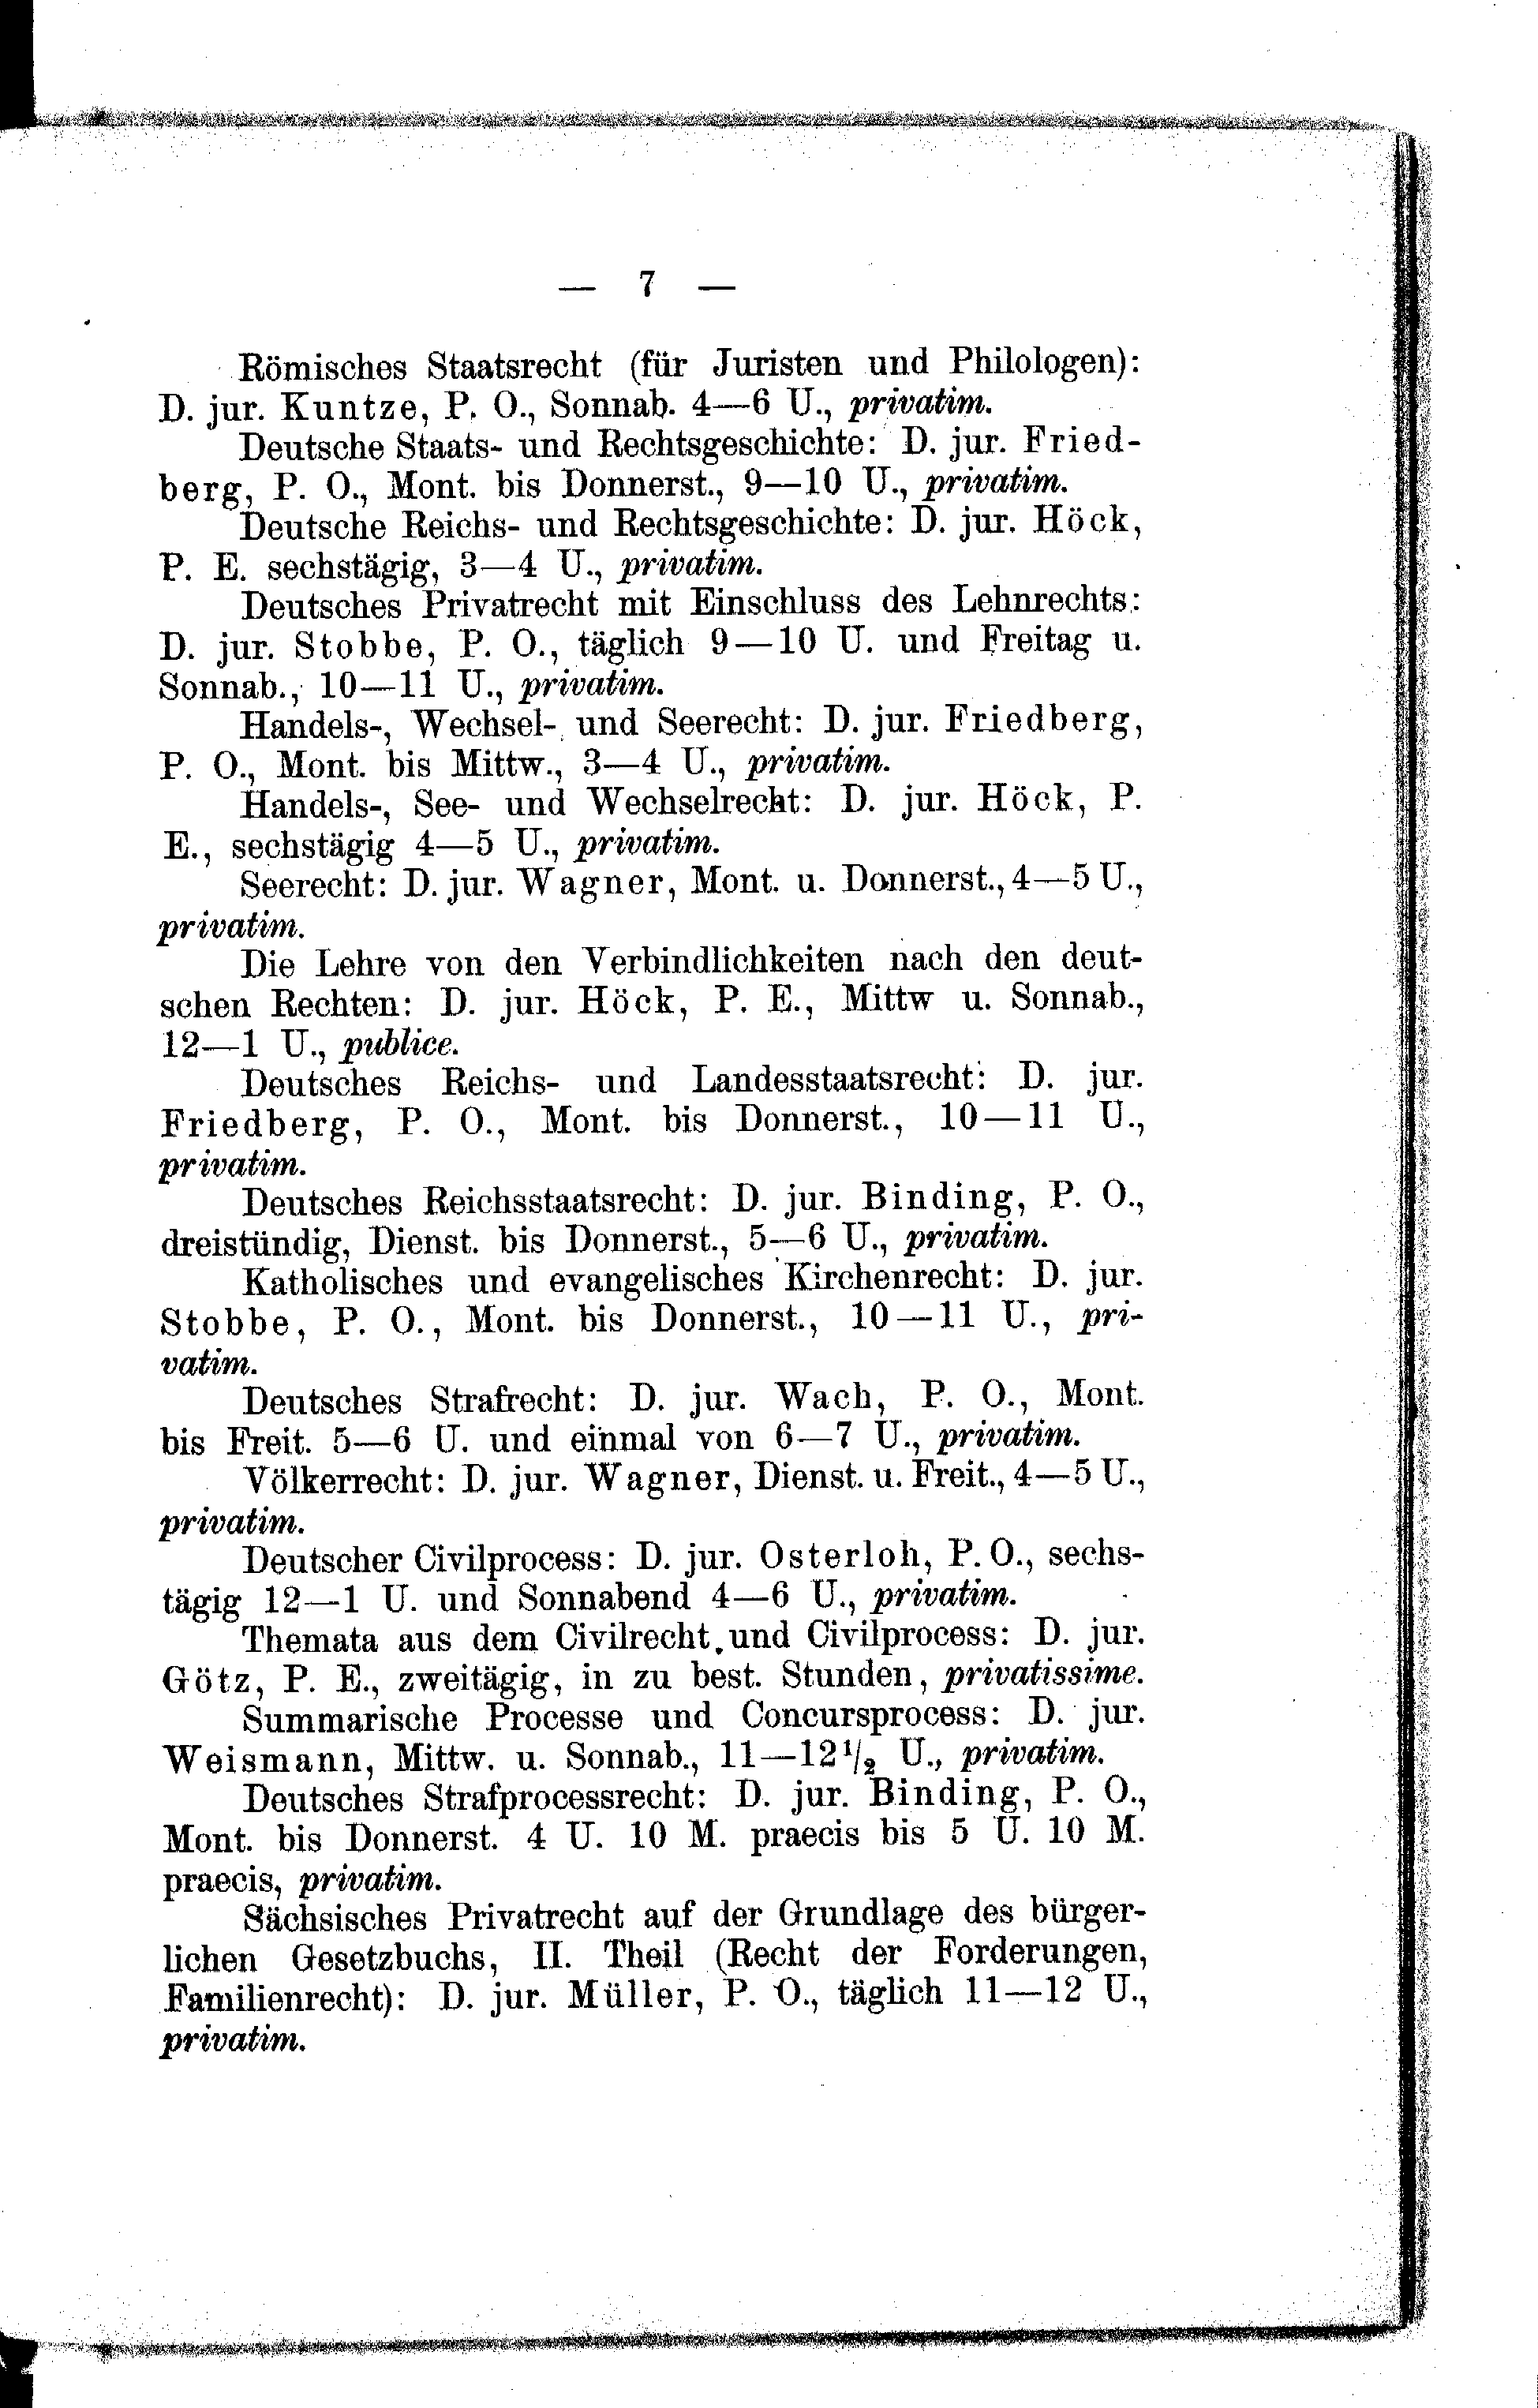 — 7 —
Römisches Staatsrecht (für Juristen und Philologen):
D. jur. Kuntze, P. O., Sonnab. 4—6 U., privatim.
Deutsche Staats- und Rechtsgeschichte: D. jur. Fried-
berg, P. O., Mont. bis Donnerst., 9—10 U., privatim.
Deutsche Reichs- und Rechtsgeschichte: D. jur. Höck,
P. E. sechstägig, 3—4 U., privatim.
Deutsches Privatrecht mit Einschluss des Lehnrechts:
D. jur. Stobbe, P. O., täglich 9—10 U. und Freitag u.
Sonnab., 10—11 U., privatim.
Handels-, Wechsel- und Seerecht: D. jur. Friedberg,
P. O., Mont. bis Mittw., 3—4 U., privatim.
Handels-, See- und Wechselrecht: D. jur. Höck, P.
E., sechstägig 4—5 U., privatim.
Seerecht: D. jur. Wagner, Mont. u. Donnerst., 4—5 U.,
privatim.
Die Lehre von den Verbindlichkeiten nach den deut-
schen Rechten: D. jur. Höck, P. E., Mittw u. Sonnab.,
12—1 U., publice.
Deutsches Reichs- und Landesstaatsrecht: D. jur.
Friedberg, P. O., Mont. bis Donnerst., 10—11 U.,
privatim.
Deutsches Reichsstaatsrecht: D. jur. Binding, P. O.,
dreistündig, Dienst. bis Donnerst., 5—6 U., privatim.
Katholisches und evangelisches Kirchenrecht: D. jur.
Stobbe, P. O., Mont. bis Donnerst., 10—11 U., pri-
vatim.
Deutsches Strafrecht: D. jur. Wach, P. O., Mont.
bis Freit. 5—6 U. und einmal von 6—7 U., privatim.
Völkerrecht: D. jur. Wagner, Dienst. u. Freit., 4—5 U.,
privatim.
Deutscher Civilprocess: D. jur. Osterloh, P. O., sechs-
tägig 12—1 U. und Sonnabend 4—6 U., privatim.
Themata aus dem Civilrecht und Civilprocess: D. jur.
Götz, P. E., zweitägig, in zu best. Stunden, privatissime.
Summarische Processe und Concursprocess: D. jur.
Weismann, Mittw. u. Sonnab., 11—12 1/2 U., privatim.
Deutsches Strafprocessrecht: D. jur. Binding, P. O.,
Mont. bis Donnerst. 4 U. 10 M. praecis bis 5 U. 10 M.
praecis, privatim.
Sächsisches Privatrecht auf der Grundlage des bürger-
lichen Gesetzbuchs, II. Theil (Recht der Forderungen,
Familienrecht): D. jur. Müller, P. O., täglich 11—12 U.,
privatim.